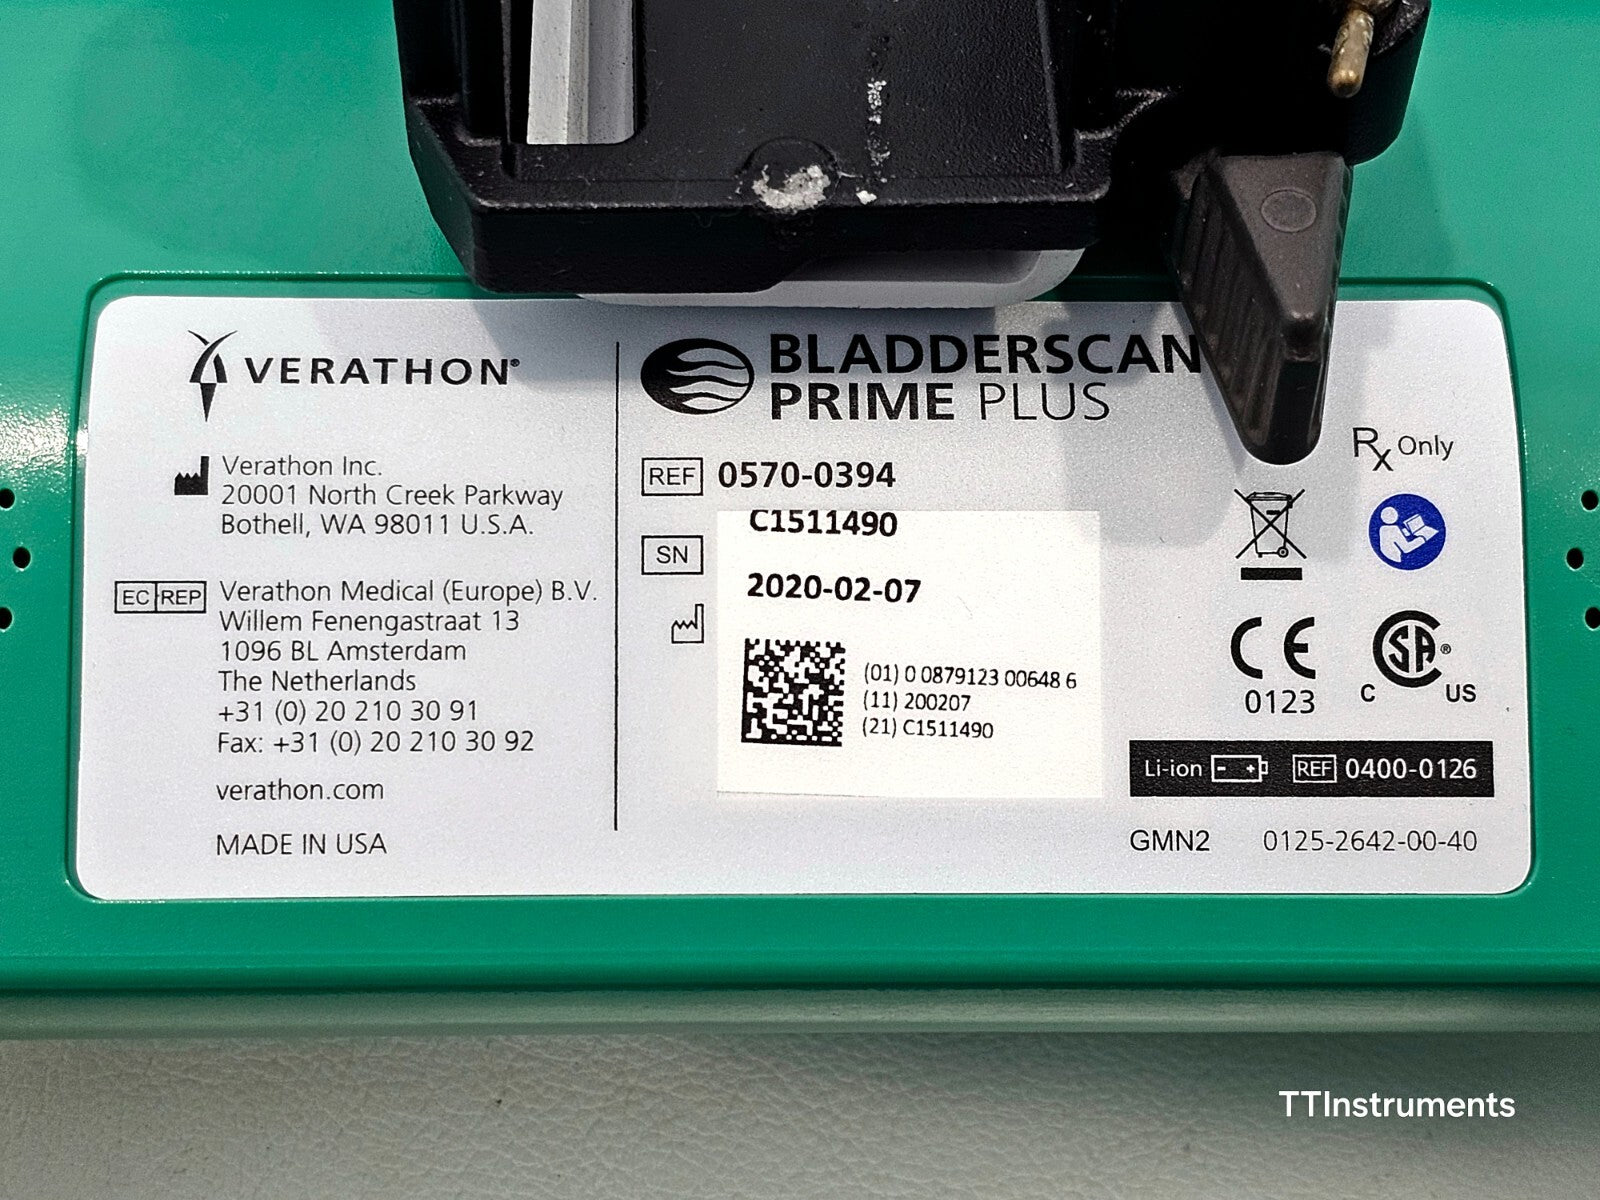 VERATHON®
Verathon Inc.
20001 North Creek Parkway
Bothell, WA 98011 U.S.A.
EC REP
Verathon Medical (Europe) B.V.
Willem Fenengastraat 13
1096 BL Amsterdam
The Netherlands
+31 (0) 20 210 30 91
Fax: +31 (0) 20 210 30 92
verathon.com
MADE IN USA
BLADDERSCAN
PRIME PLUS
REF 0570-0394
C1511490
SN
2020-02-07
(01) 0 0879123 00648 6
(11) 200207
(21) C1511490
Rx Only
CE
0123
SA®
C US
Li-ion - + REF 0400-0126
GMN2 0125-2642-00-40
TTInstruments